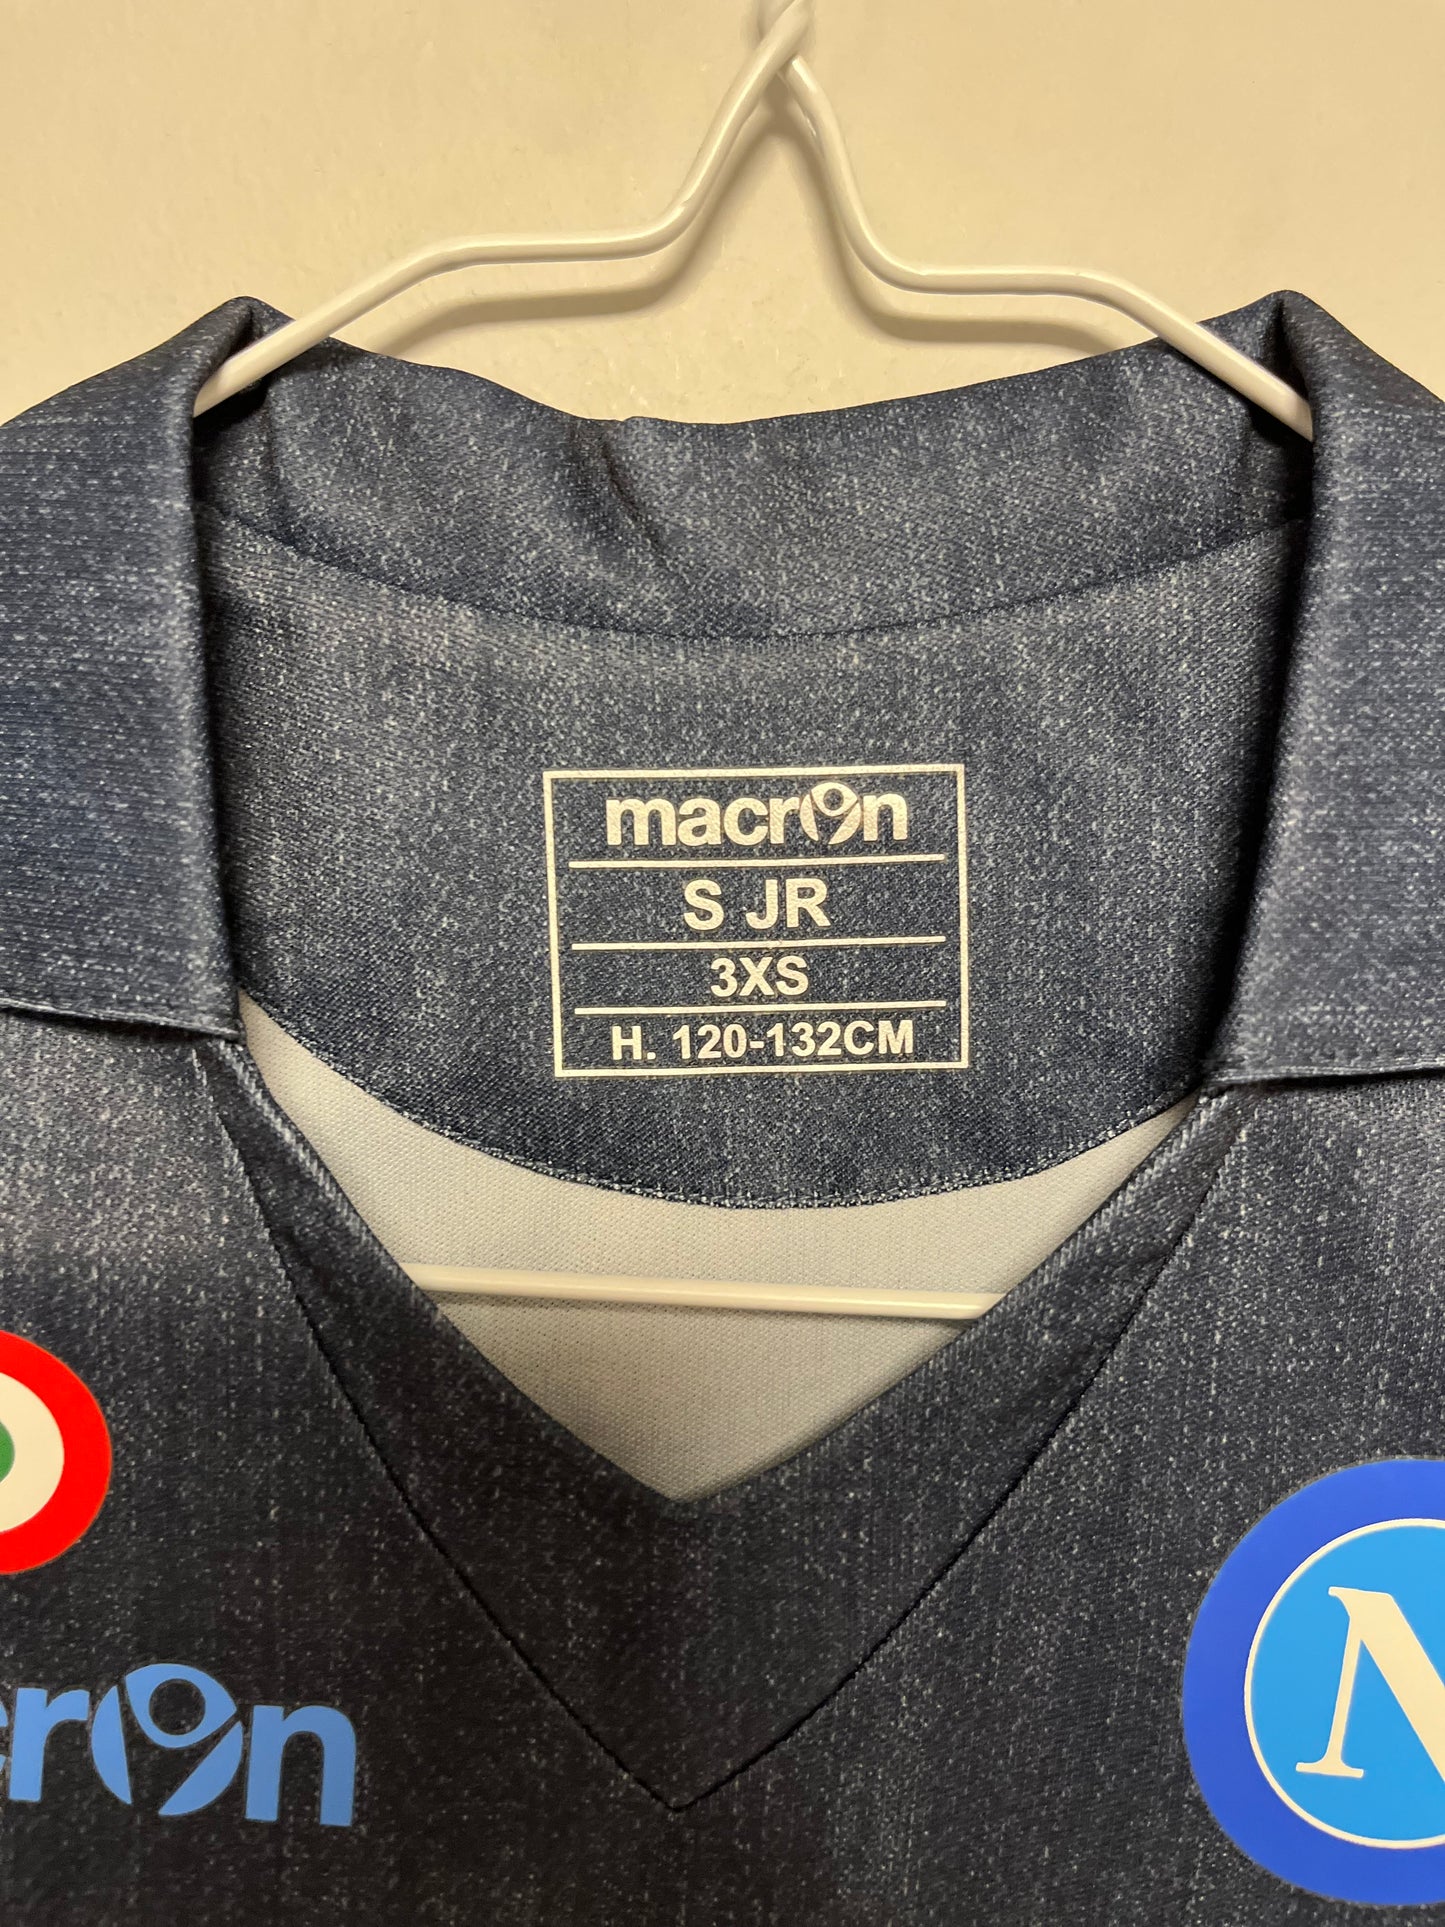 macron
S JR
3XS
H. 120-132CM
cron
N